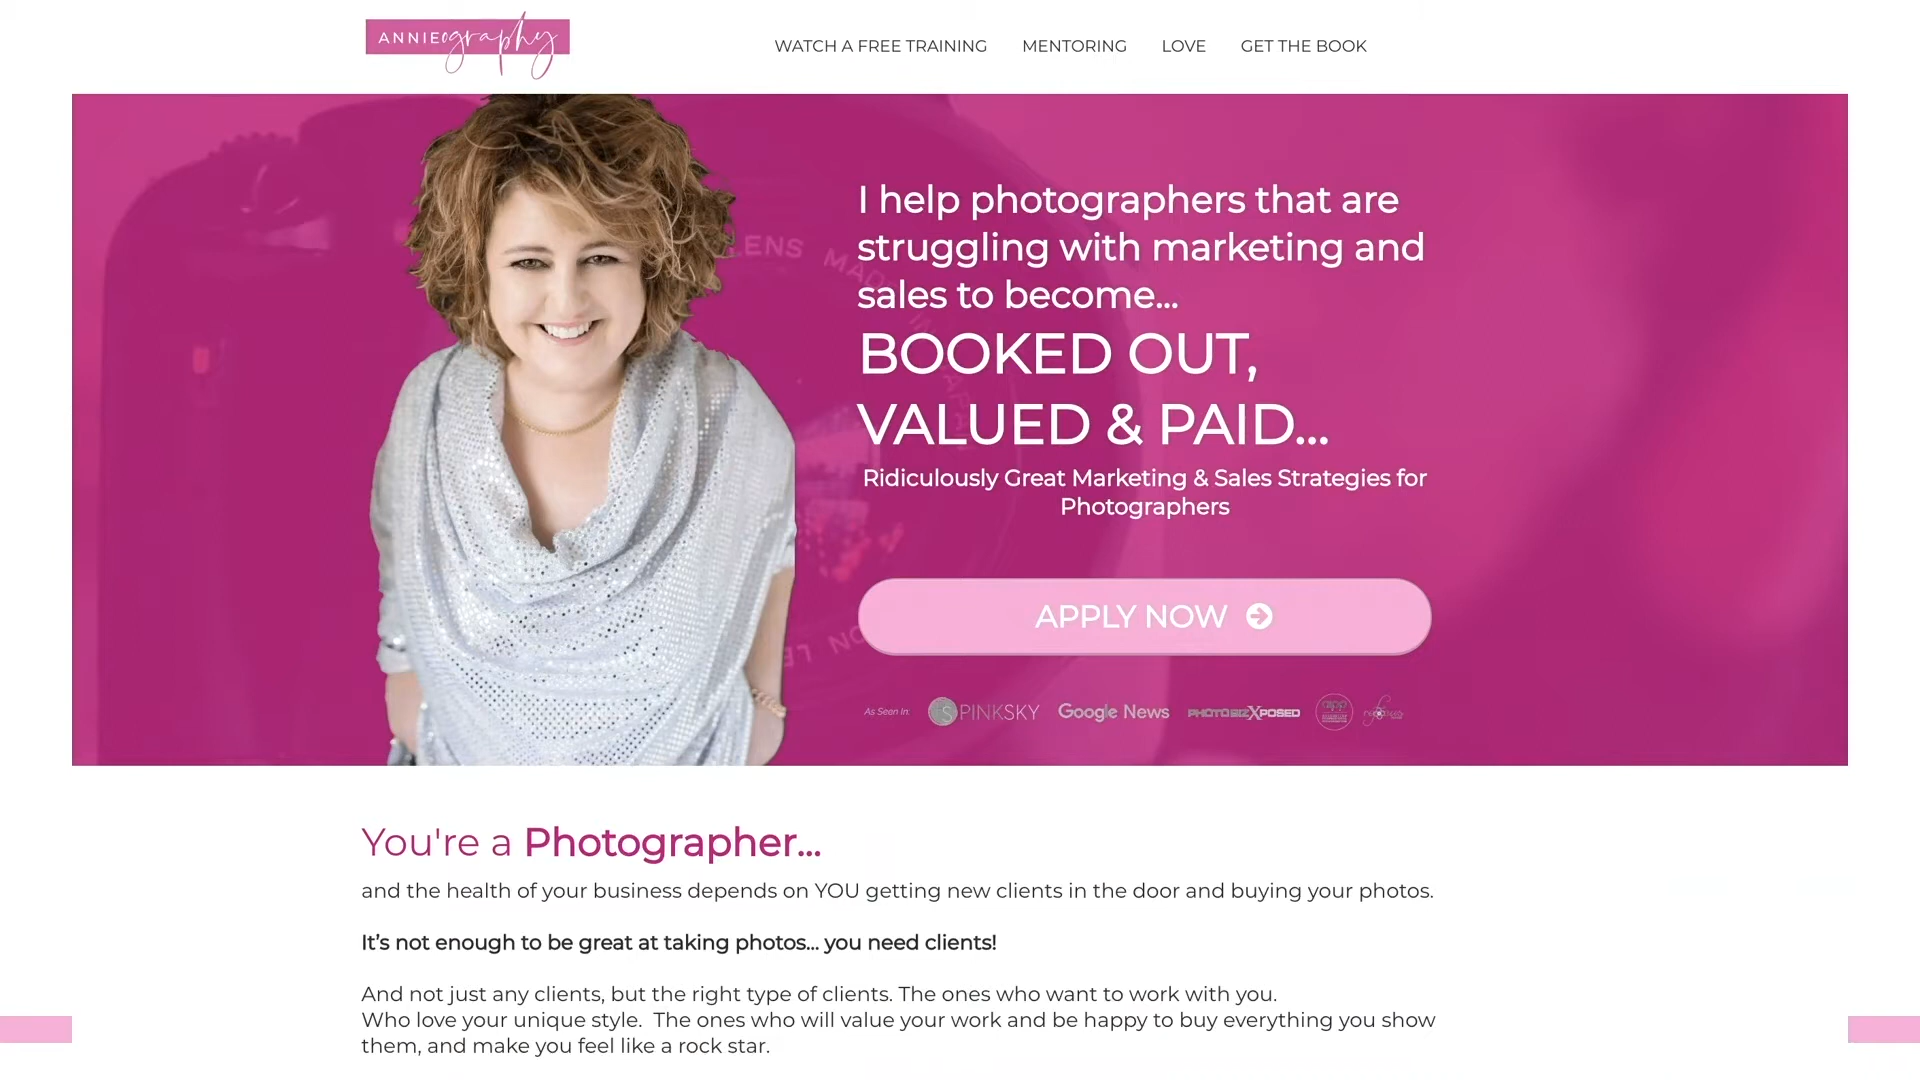 ANNIEography
WATCH A FREE TRAINING
MENTORING
LOVE
GET THE BOOK
I help photographers that are
struggling with marketing and
sales to become...
BOOKED OUT,
VALUED & PAID...
Ridiculously Great Marketing & Sales Strategies for
Photographers
APPLY NOW
As Seen In:
SPINKSKY
Google News
PHOTOBIZXPOSED
LENS MADE IN JAPAN
You're a Photographer...
and the health of your business depends on YOU getting new clients in the door and buying your photos.
It's not enough to be great at taking photos... you need clients!
And not just any clients, but the right type of clients. The ones who want to work with you.
Who love your unique style.  The ones who will value your work and be happy to buy everything you show
them, and make you feel like a rock star.